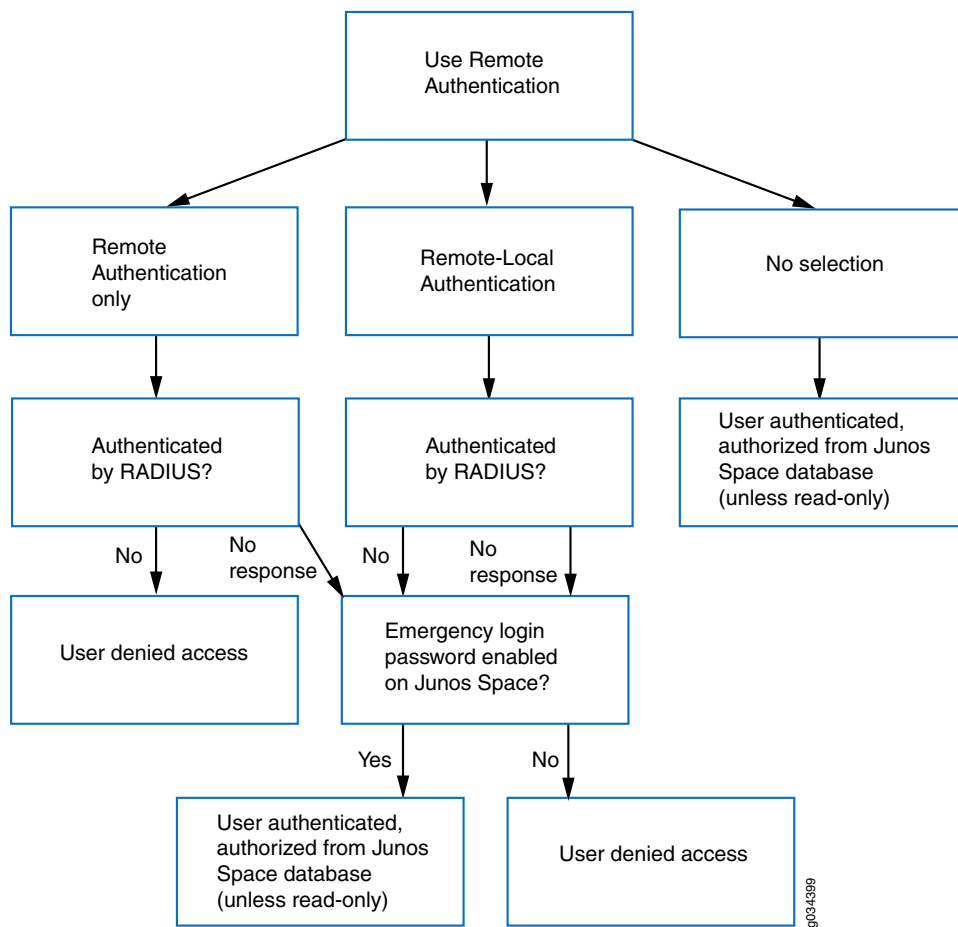 Use Remote
Authentication
Remote
Authentication
only
Remote-Local
Authentication
No selection
Authenticated
by RADIUS?
Authenticated
by RADIUS?
User authenticated,
authorized from Junos
Space database
(unless read-only)
No
No
response
No
No
response
User denied access
Emergency login
password enabled
on Junos Space?
Yes
No
User authenticated,
authorized from Junos
Space database
(unless read-only)
User denied access
g034399